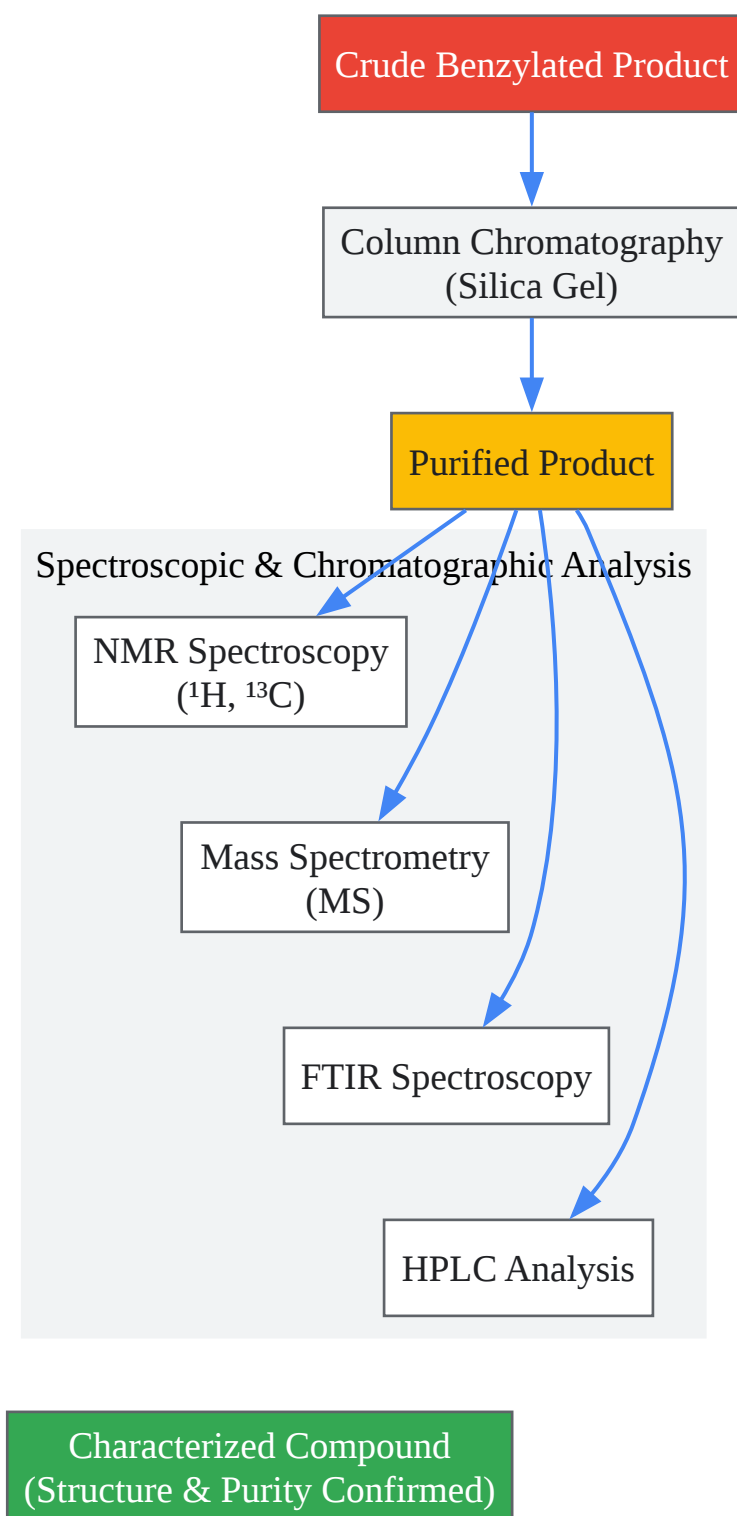 Crude Benzylated Product
Column Chromatography
(Silica Gel)
Purified Product
Spectroscopic & Chromatographic Analysis
NMR Spectroscopy
(¹H, ¹³C)
Mass Spectrometry
(MS)
FTIR Spectroscopy
HPLC Analysis
Characterized Compound
(Structure & Purity Confirmed)